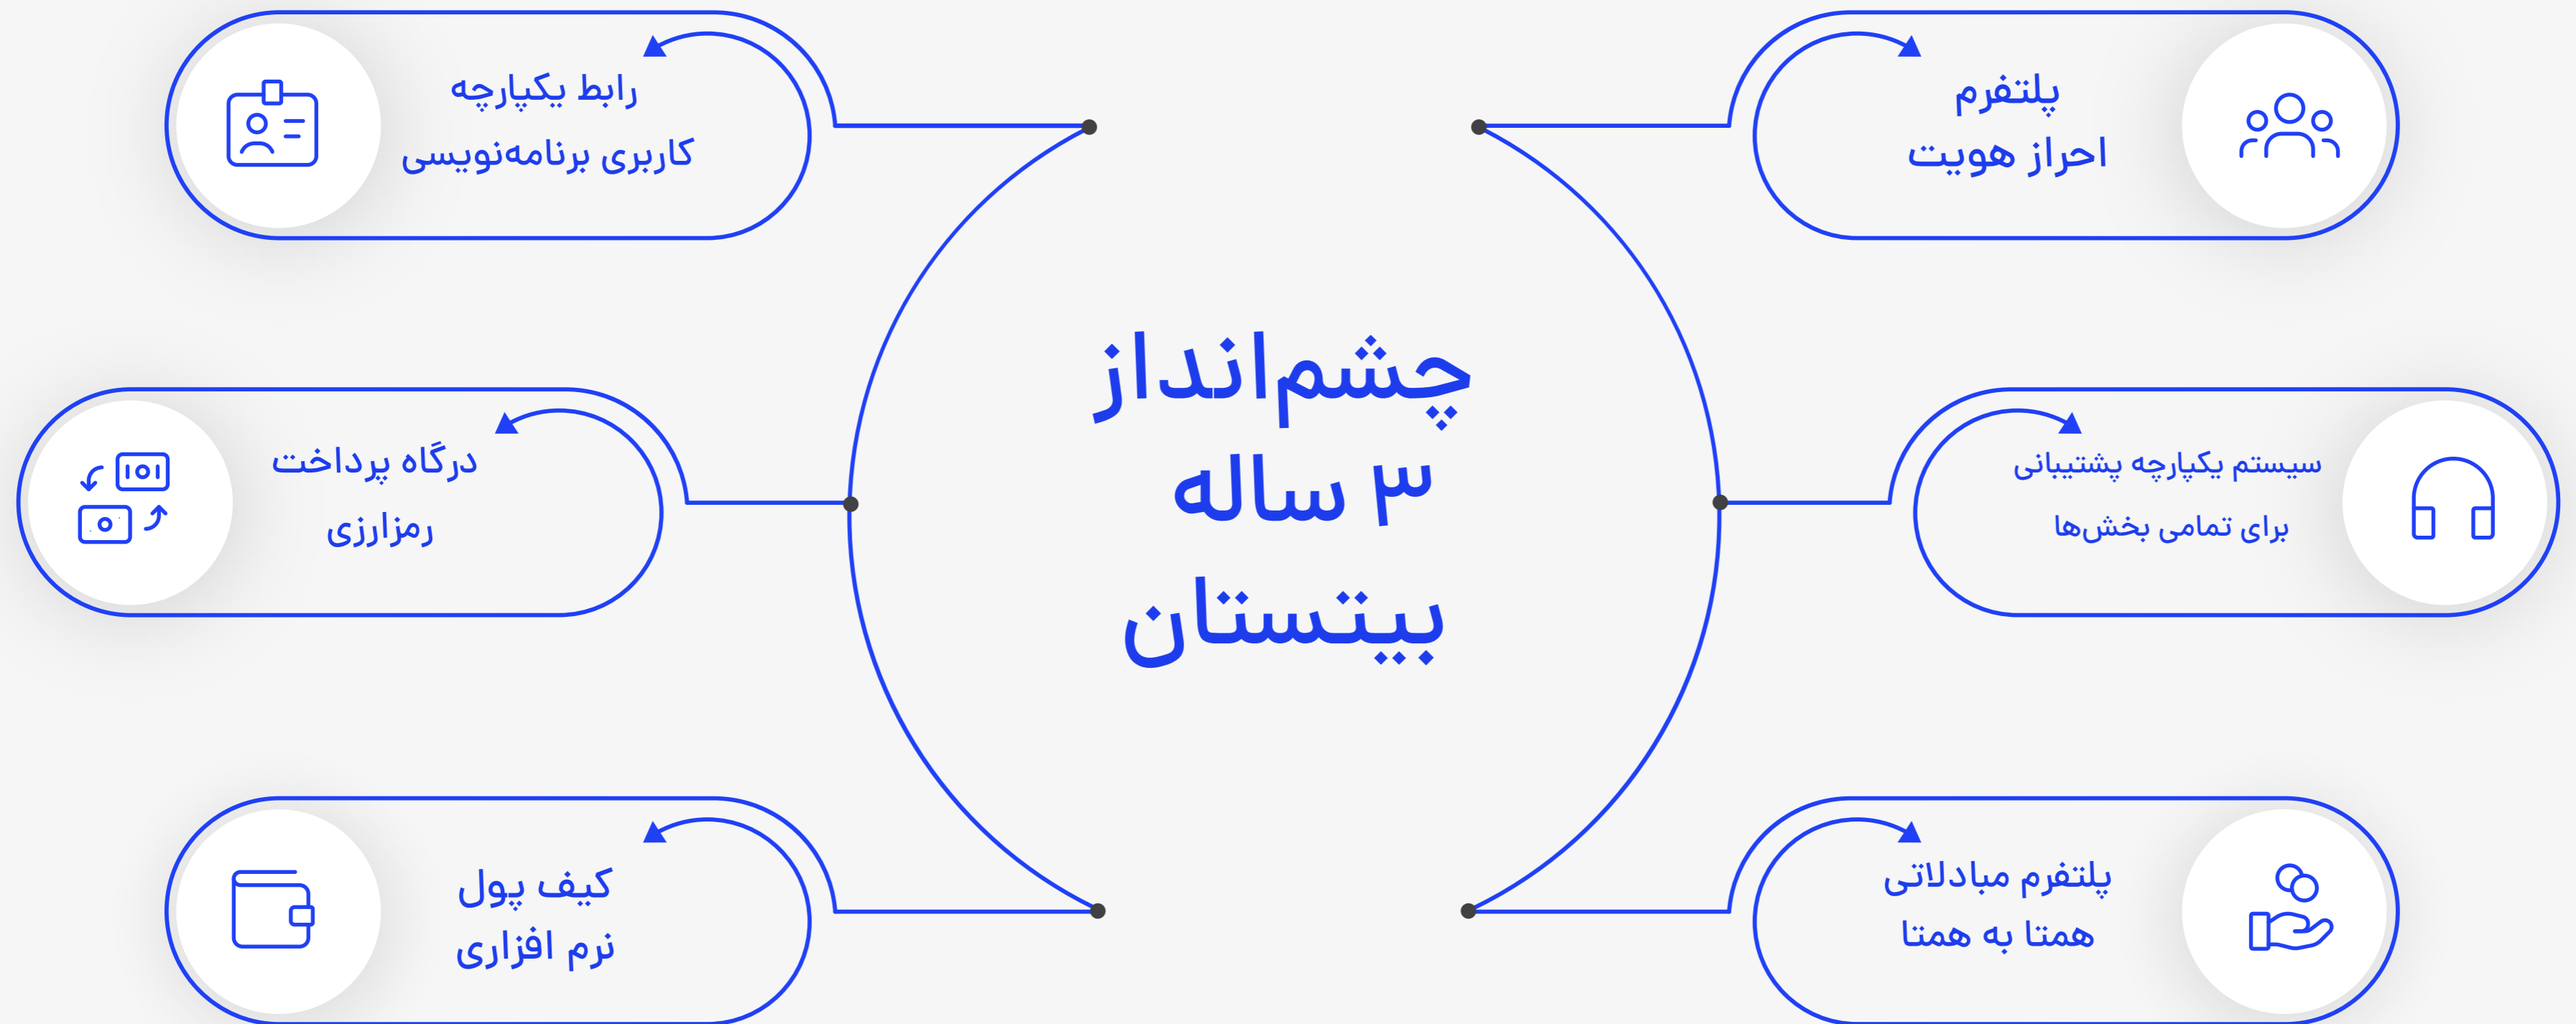 چشم‌انداز
۳ ساله
بیتستان
پلتفرم
احراز هویت
سیستم یکپارچه پشتیبانی
برای تمامی بخش‌ها
پلتفرم مبادلاتی
همتا به همتا
رابط یکپارچه
کاربری برنامه‌نویسی
درگاه پرداخت
رمزارزی
کیف پول
نرم افزاری